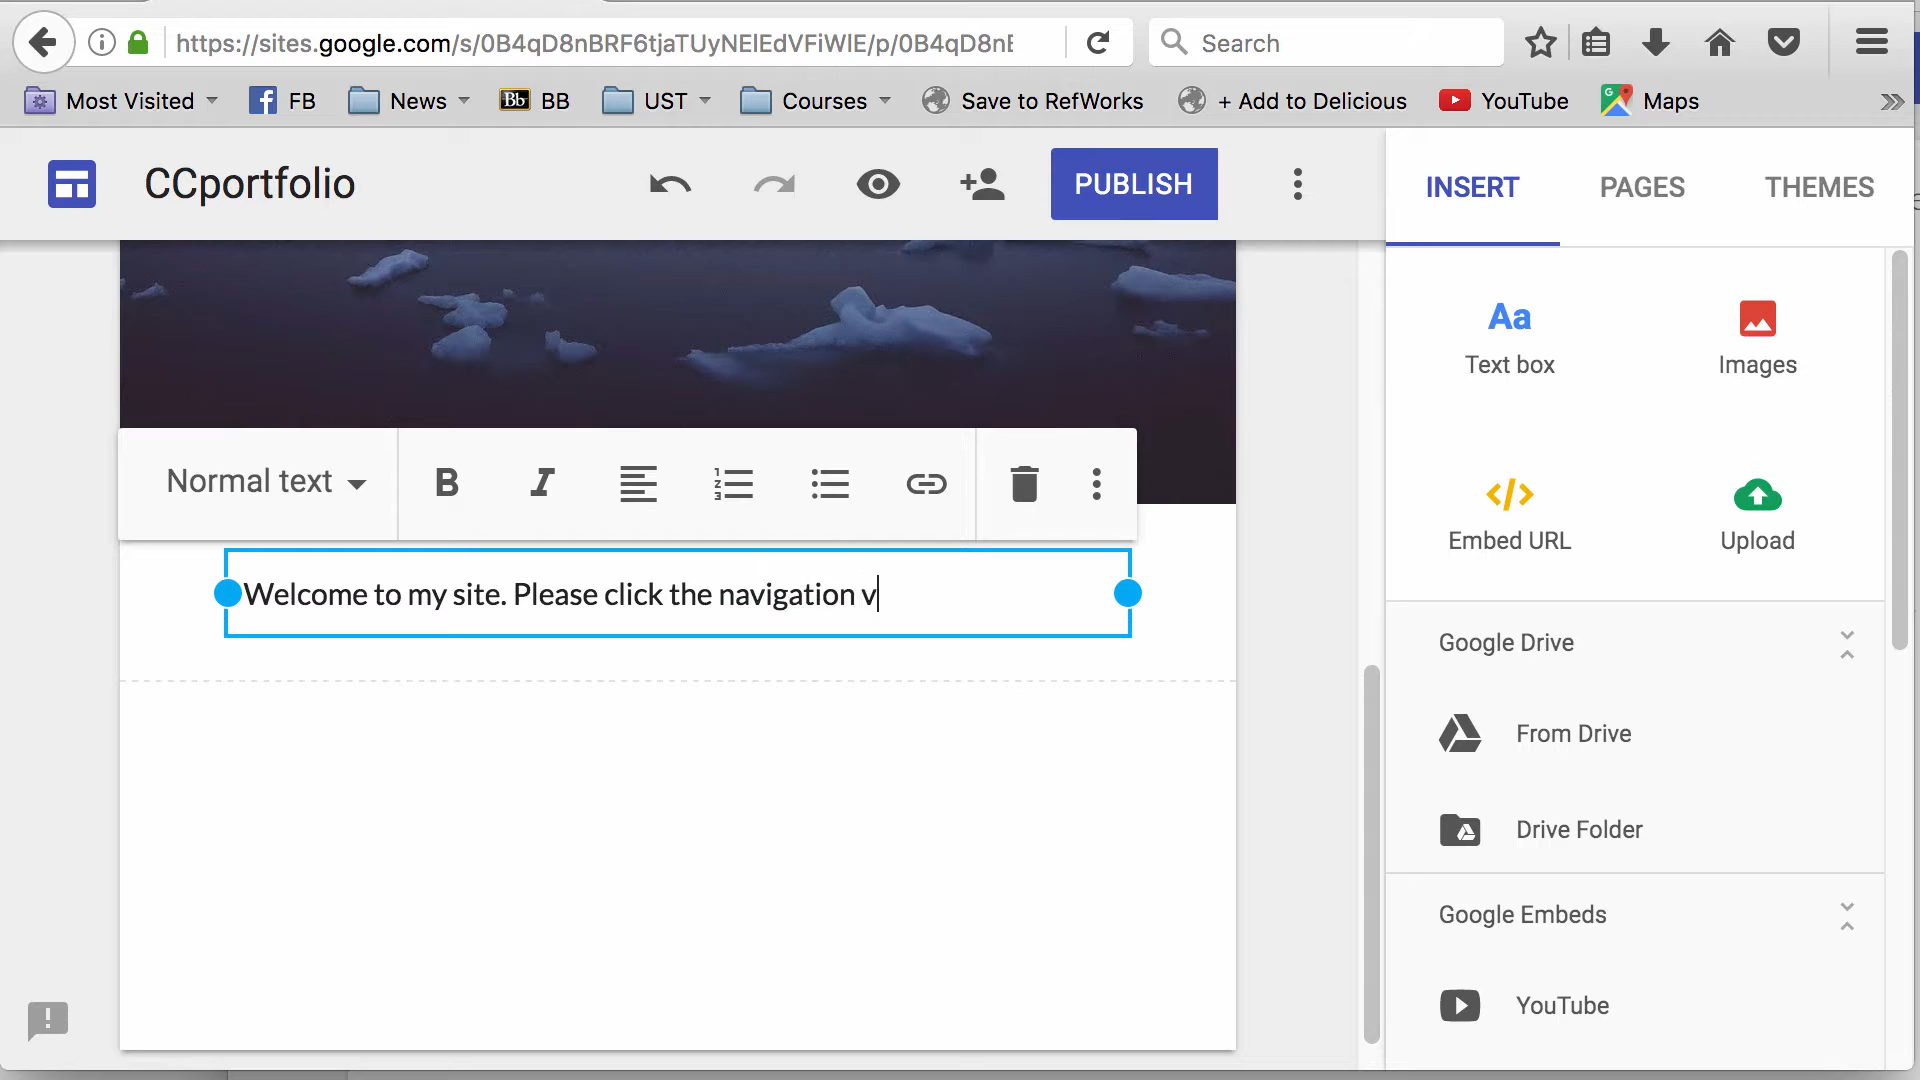 https://sites.google.com/s/0B4qD8nBRF6tjaTUyNElEdVFiWlE/p/0B4qD8nE
Search
Most Visited
FB
News
Bb BB
UST
Courses
Save to RefWorks
+ Add to Delicious
YouTube
Maps
CCportfolio
PUBLISH
INSERT
PAGES
THEMES
Aa
Text box
Images
Normal text
B
I
Embed URL
Upload
Welcome to my site. Please click the navigation v
Google Drive
From Drive
Drive Folder
Google Embeds
YouTube